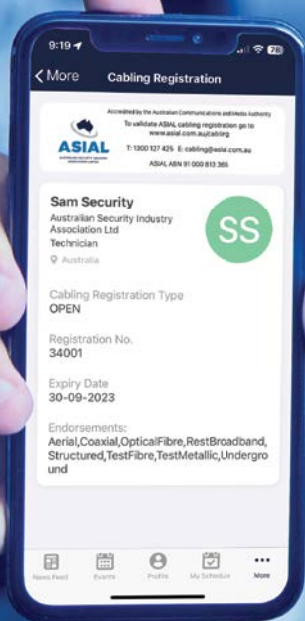 9:19
78
More
Cabling Registration
Accredited by the Australian Communications and Media Authority
To validate ASIAL cabling registration go to
www.asial.com.au/cabling
ASIAL
T: 1300 127 425 E: cabling@asial.com.au
ASIAL ABN 91 000 813 365
Sam Security
Australian Security Industry
Association Ltd
Technician
Australia
SS
Cabling Registration Type
OPEN
Registration No.
34001
Expiry Date
30-09-2023
Endorsements:
Aerial,Coaxial,OpticalFibre,RestBroadband,
Structured,TestFibre,TestMetallic,Undergro
und
News Feed
Events
Profile
My Schedule
More